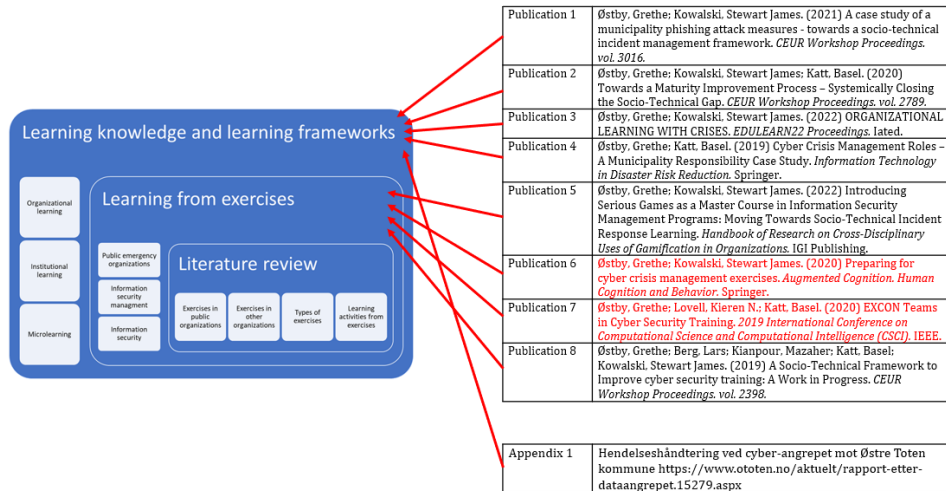 Learning knowledge and learning frameworks
Organizational
learning
Institutional
learning
Microlearning
Learning from exercises
Public emergency
organizations
Information
security
managment
Information
security
Literature review
Exercises in
public
organizations
Exercises in
other
organizations
Types of
exercises
Learning
activities from
exercises
Publication 1
Østby, Grethe; Kowalski, Stewart James. (2021) A case study of a
municipality phishing attack measures - towards a socio-technical
incident management framework. CEUR Workshop Proceedings.
vol. 3016.
Publication 2
Østby, Grethe; Kowalski, Stewart James; Katt, Basel. (2020)
Towards a Maturity Improvement Process – Systemically Closing
the Socio-Technical Gap. CEUR Workshop Proceedings. vol. 2789.
Publication 3
Østby, Grethe; Kowalski, Stewart James. (2022) ORGANIZATIONAL
LEARNING WITH CRISES. EDULEARN22 Proceedings. Iated.
Publication 4
Østby, Grethe; Katt, Basel. (2019) Cyber Crisis Management Roles –
A Municipality Responsibility Case Study. Information Technology
in Disaster Risk Reduction. Springer.
Publication 5
Østby, Grethe; Kowalski, Stewart James. (2022) Introducing
Serious Games as a Master Course in Information Security
Management Programs: Moving Towards Socio-Technical Incident
Response Learning. Handbook of Research on Cross-Disciplinary
Uses of Gamification in Organizations. IGI Publishing.
Publication 6
Østby, Grethe; Kowalski, Stewart James. (2020) Preparing for
cyber crisis management exercises. Augmented Cognition. Human
Cognition and Behavior. Springer.
Publication 7
Østby, Grethe; Lovell, Kieren N.; Katt, Basel. (2020) EXCON Teams
in Cyber Security Training. 2019 International Conference on
Computational Science and Computational Intelligence (CSCI). IEEE.
Publication 8
Østby, Grethe; Berg, Lars; Kianpour, Mazaher; Katt, Basel;
Kowalski, Stewart James. (2019) A Socio-Technical Framework to
Improve cyber security training: A Work in Progress. CEUR
Workshop Proceedings. vol. 2398.
Appendix 1
Hendelseshåndtering ved cyber-angrepet mot Østre Toten
kommune https://www.ototen.no/aktuelt/rapport-etter-
dataangrepet.15279.aspx